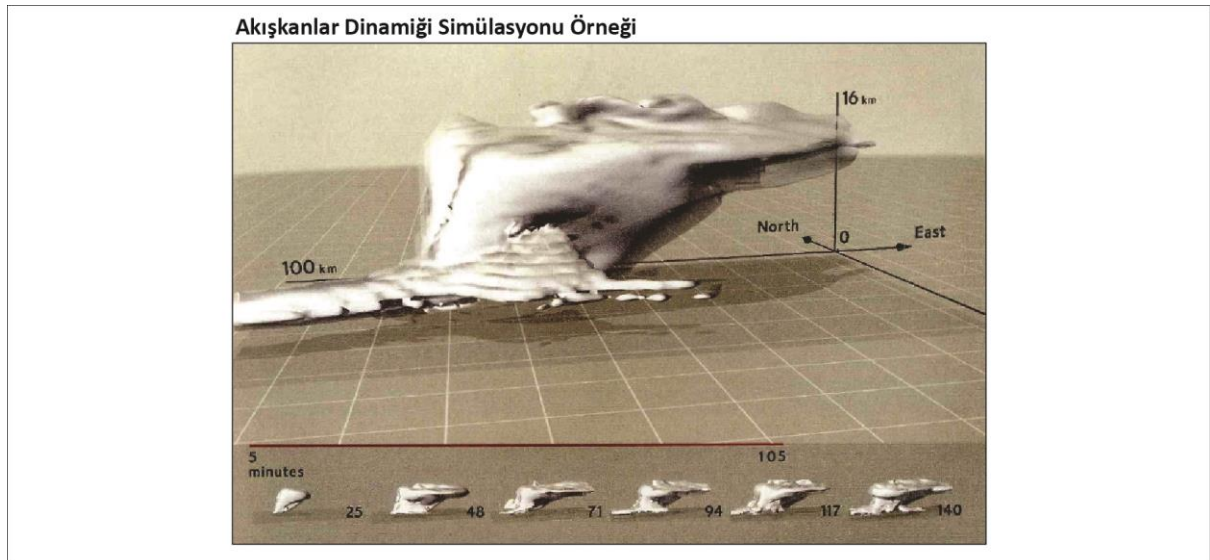 Akışkanlar Dinamiği Simülasyonu Örneği
16 km
North
0
East
100 km
5
105
minutes
25
48
71
94
117
140